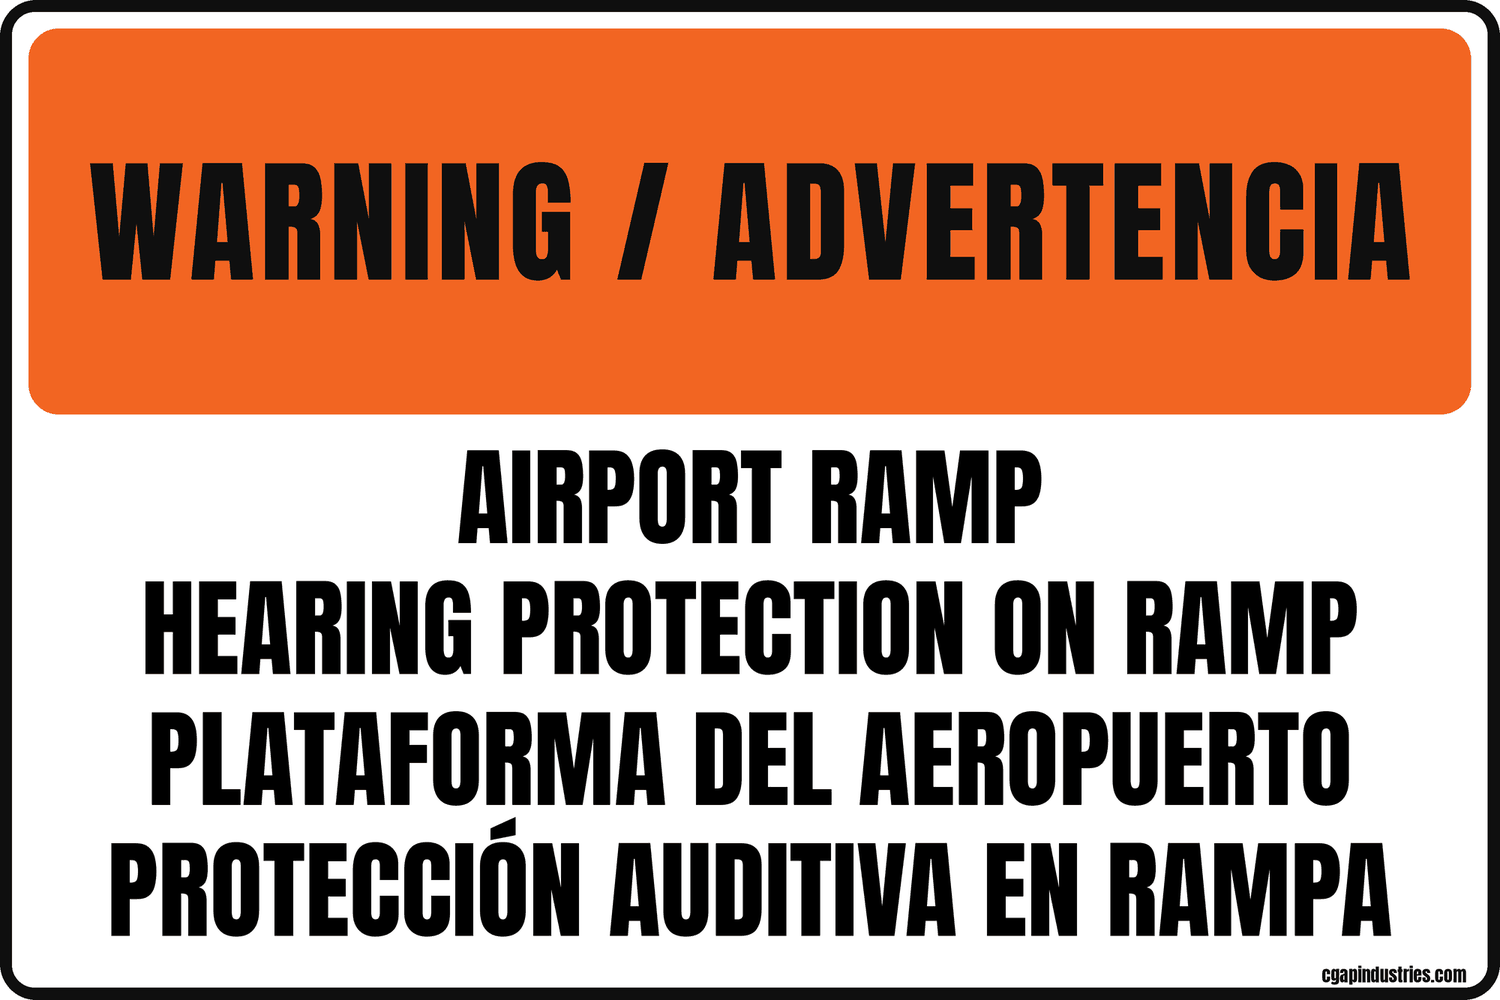 WARNING / ADVERTENCIA
AIRPORT RAMP
HEARING PROTECTION ON RAMP
PLATAFORMA DEL AEROPUERTO
PROTECCIÓN AUDITIVA EN RAMPA
cgapindustries.com